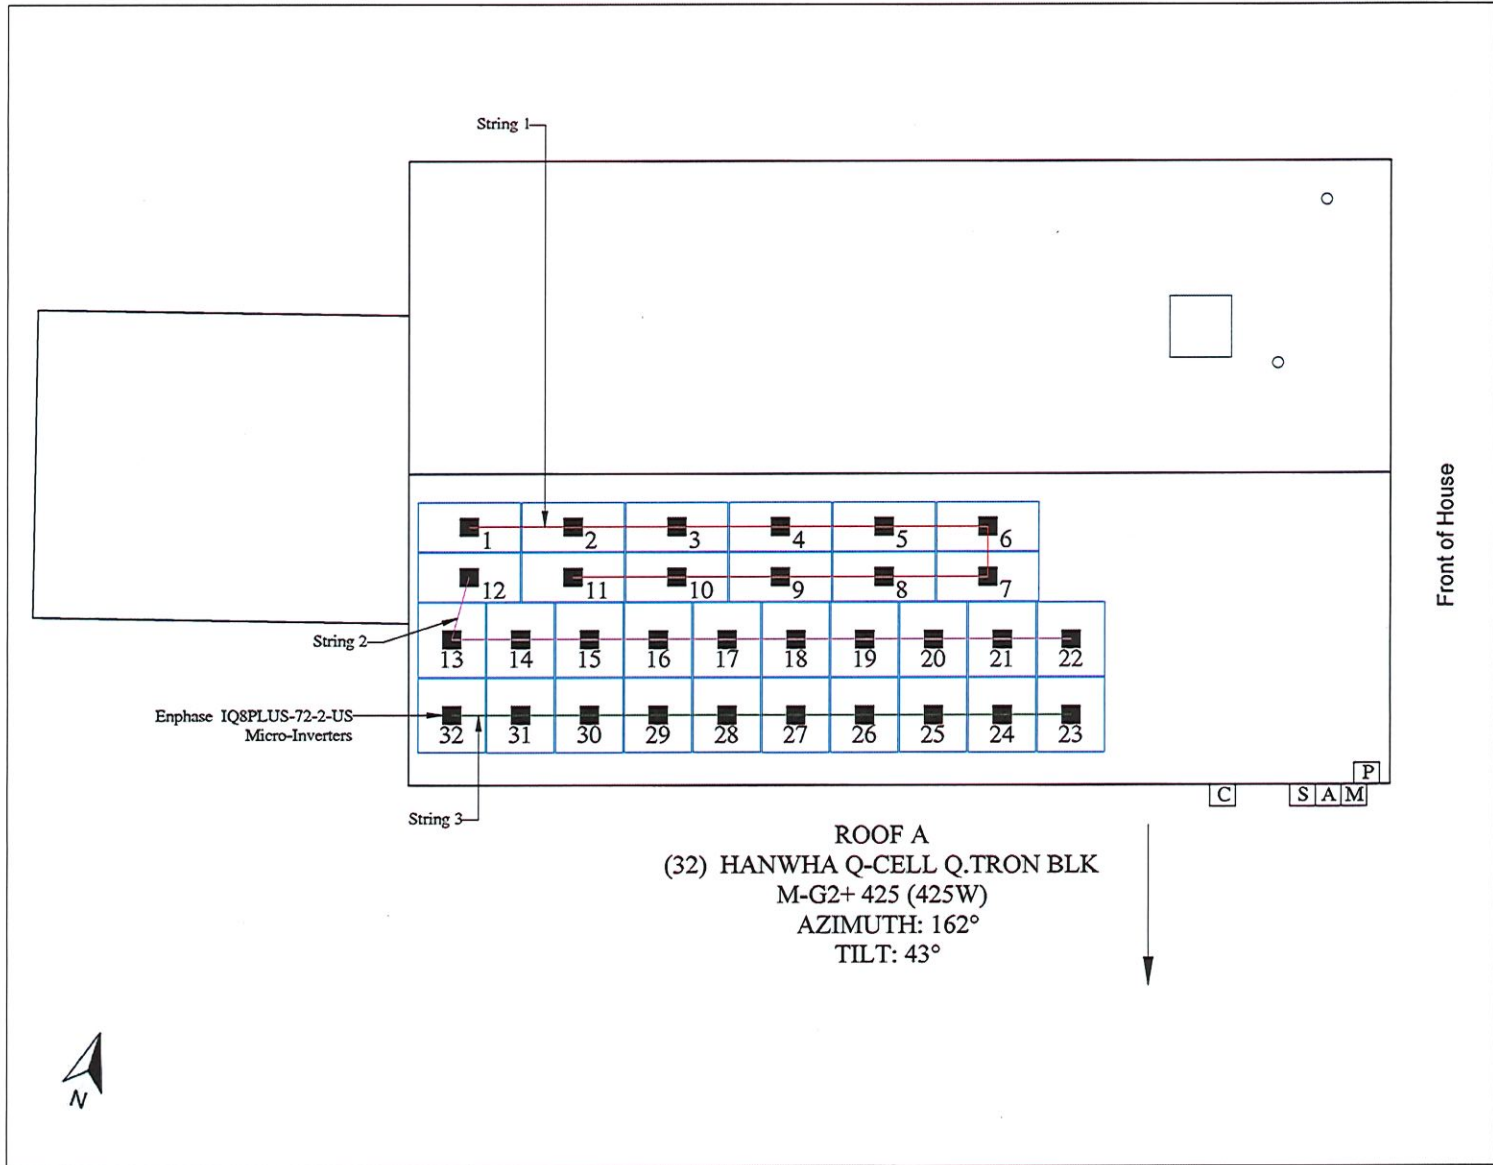 String 1
1 2 3 4 5 6
12 11 10 9 8 7
String 2
13 14 15 16 17 18 19 20 21 22
Enphase IQ8PLUS-72-2-US
Micro-Inverters
32 31 30 29 28 27 26 25 24 23
String 3
P
C S A M
Front of House
ROOF A
(32) HANWHA Q-CELL Q.TRON BLK
M-G2+ 425 (425W)
AZIMUTH: 162°
TILT: 43°
N